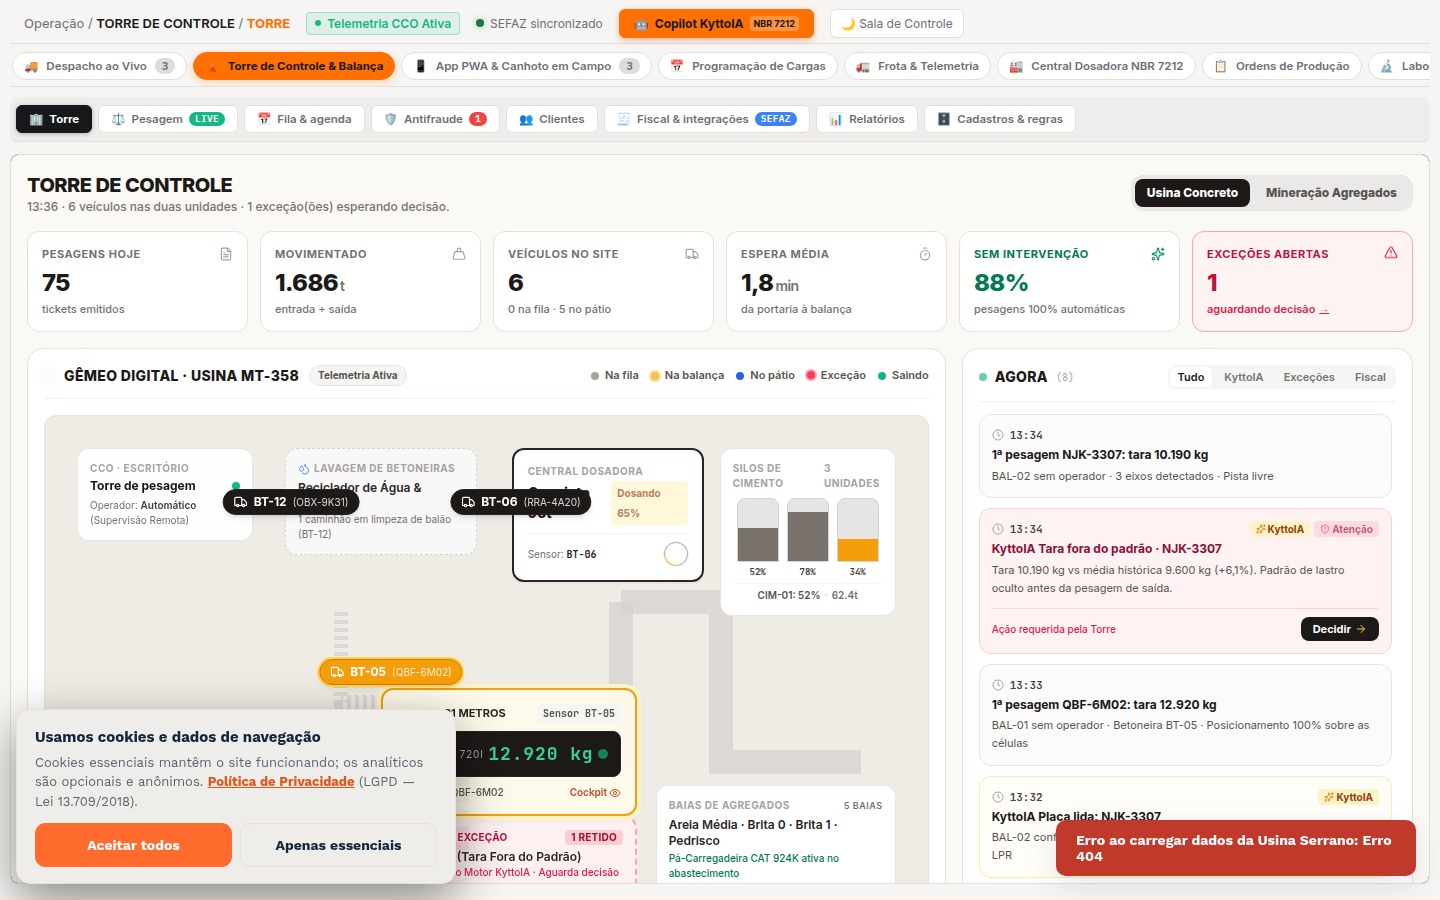 Operação / TORRE DE CONTROLE / TORRE
Telemetria CCO Ativa
SEFAZ sincronizado
Copilot KyttoIA NBR 7212
Sala de Controle
Despacho ao Vivo 3
Torre de Controle & Balança
App PWA & Canhoto em Campo 3
Programação de Cargas
Frota & Telemetria
Central Dosadora NBR 7212
Ordens de Produção
Labo
Torre
Pesagem LIVE
Fila & agenda
Antifraude 1
Clientes
Fiscal & integrações SEFAZ
Relatórios
Cadastros & regras
TORRE DE CONTROLE
13:36 · 6 veículos nas duas unidades · 1 exceção(ões) esperando decisão.
Usina Concreto
Mineração Agregados
PESAGENS HOJE
75
tickets emitidos
MOVIMENTADO
1.686 t
entrada + saída
VEÍCULOS NO SITE
6
0 na fila · 5 no pátio
ESPERA MÉDIA
1,8 min
da portaria à balança
SEM INTERVENÇÃO
88%
pesagens 100% automáticas
EXCEÇÕES ABERTAS
1
aguardando decisão →
GÊMEO DIGITAL · USINA MT-358
Telemetria Ativa
Na fila
Na balança
No pátio
Exceção
Saindo
CCO · ESCRITÓRIO
Torre de pesagem
Operador: Automático
(Supervisão Remota)
LAVAGEM DE BETONEIRAS
Reciclador de Água &
1 caminhão em limpeza de balão
(BT-12)
BT-12 (OBX-9K31)
BT-06 (RRA-4A20)
CENTRAL DOSADORA
Dosando
65%
Sensor: BT-06
SILOS DE CIMENTO
3 UNIDADES
52%
78%
34%
CIM-01: 52% · 62.4t
BT-05 (QBF-6M02)
METROS
Sensor BT-05
720I
12.920 kg
QBF-6M02
Cockpit
EXCEÇÃO
1 RETIDO
(Tara Fora do Padrão)
Motor KyttoIA · Aguarda decisão
BAIAS DE AGREGADOS
5 BAIAS
Areia Média · Brita 0 · Brita 1 ·
Pedrisco
Pá-Carregadeira CAT 924K ativa no
abastecimento
AGORA (8)
Tudo
KyttoIA
Exceções
Fiscal
13:34
1ª pesagem NJK-3307: tara 10.190 kg
BAL-02 sem operador · 3 eixos detectados · Pista livre
13:34
KyttoIA
Atenção
KyttoIA Tara fora do padrão · NJK-3307
Tara 10.190 kg vs média histórica 9.600 kg (+6,1%). Padrão de lastro
oculto antes da pesagem de saída.
Ação requerida pela Torre
Decidir →
13:33
1ª pesagem QBF-6M02: tara 12.920 kg
BAL-01 sem operador · Betoneira BT-05 · Posicionamento 100% sobre as
células
13:32
KyttoIA
KyttoIA Placa lida: NJK-3307
BAL-02
LPR
Usamos cookies e dados de navegação
Cookies essenciais mantêm o site funcionando; os analíticos
são opcionais e anônimos. Política de Privacidade (LGPD —
Lei 13.709/2018).
Aceitar todos
Apenas essenciais
Erro ao carregar dados da Usina Serrano: Erro
404